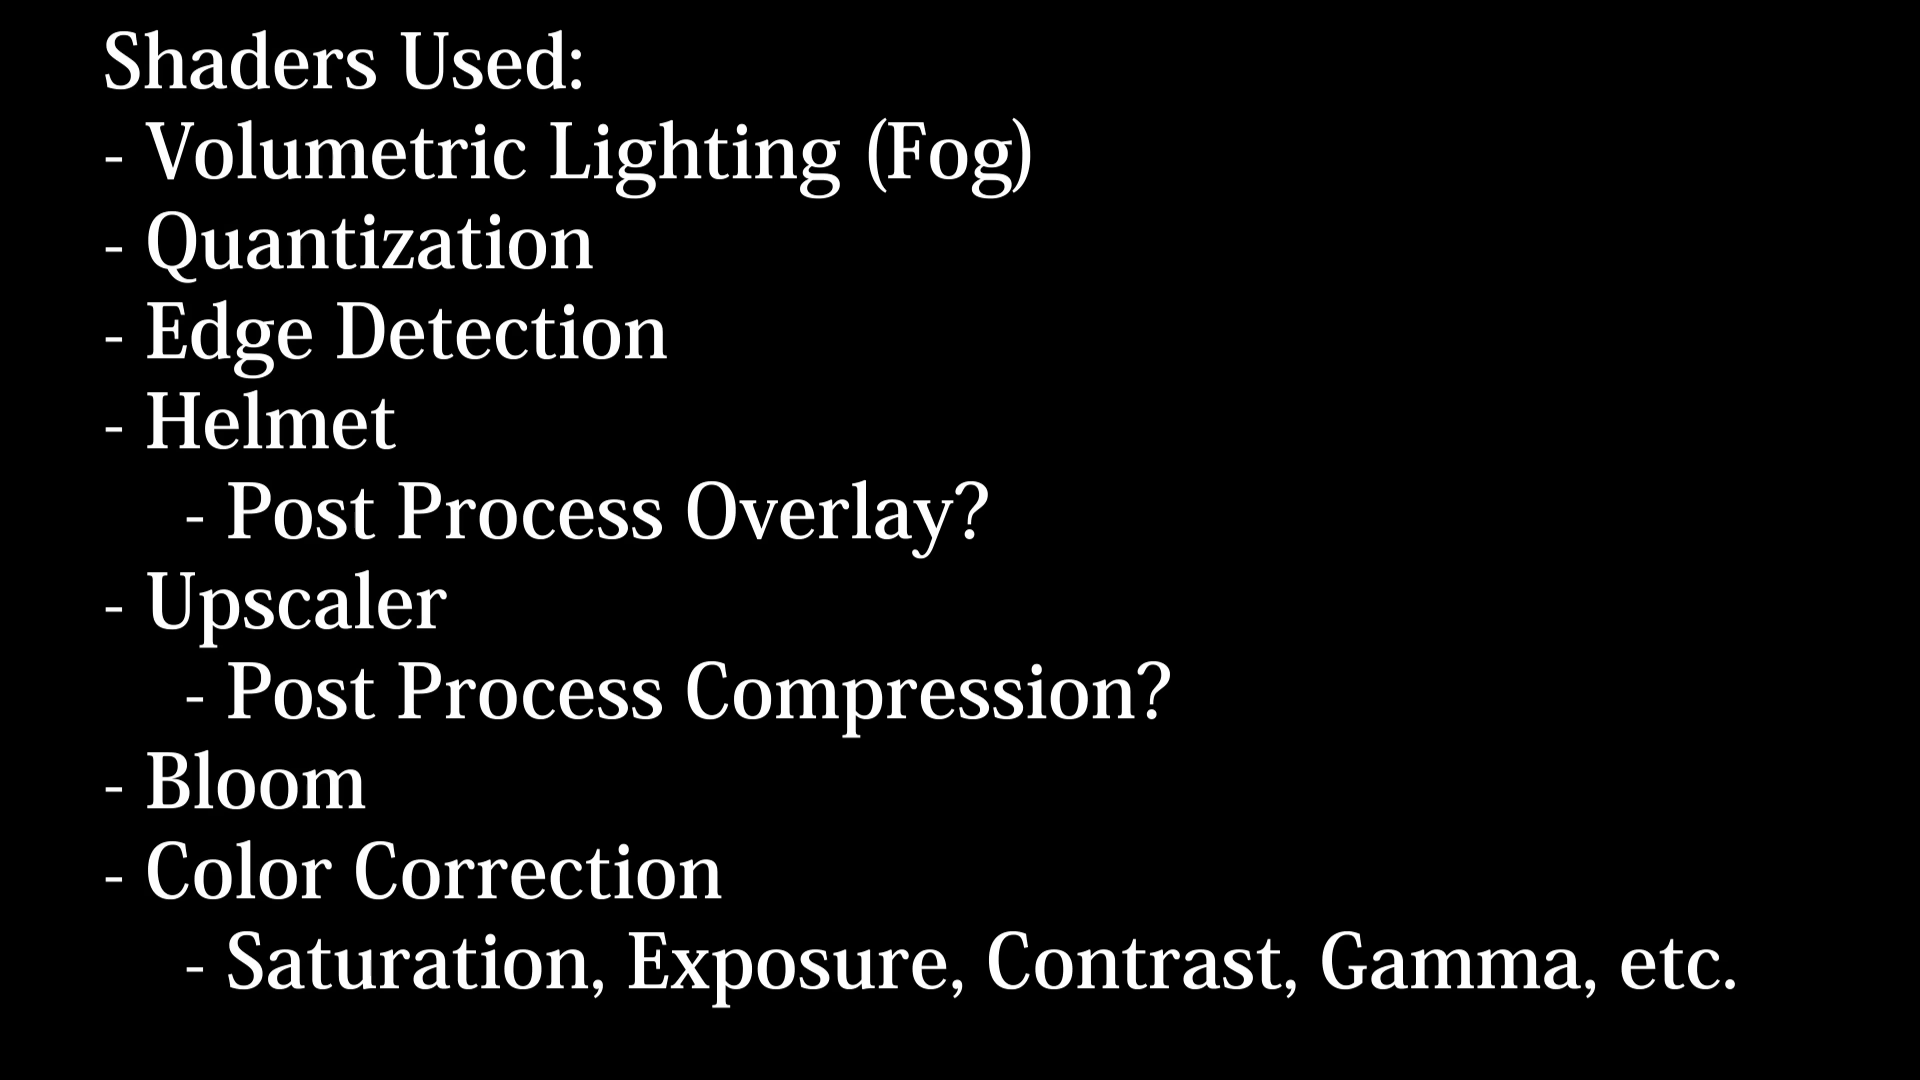 Shaders Used:
- Volumetric Lighting (Fog)
- Quantization
- Edge Detection
- Helmet
- Post Process Overlay?
- Upscaler
- Post Process Compression?
- Bloom
- Color Correction
- Saturation, Exposure, Contrast, Gamma, etc.